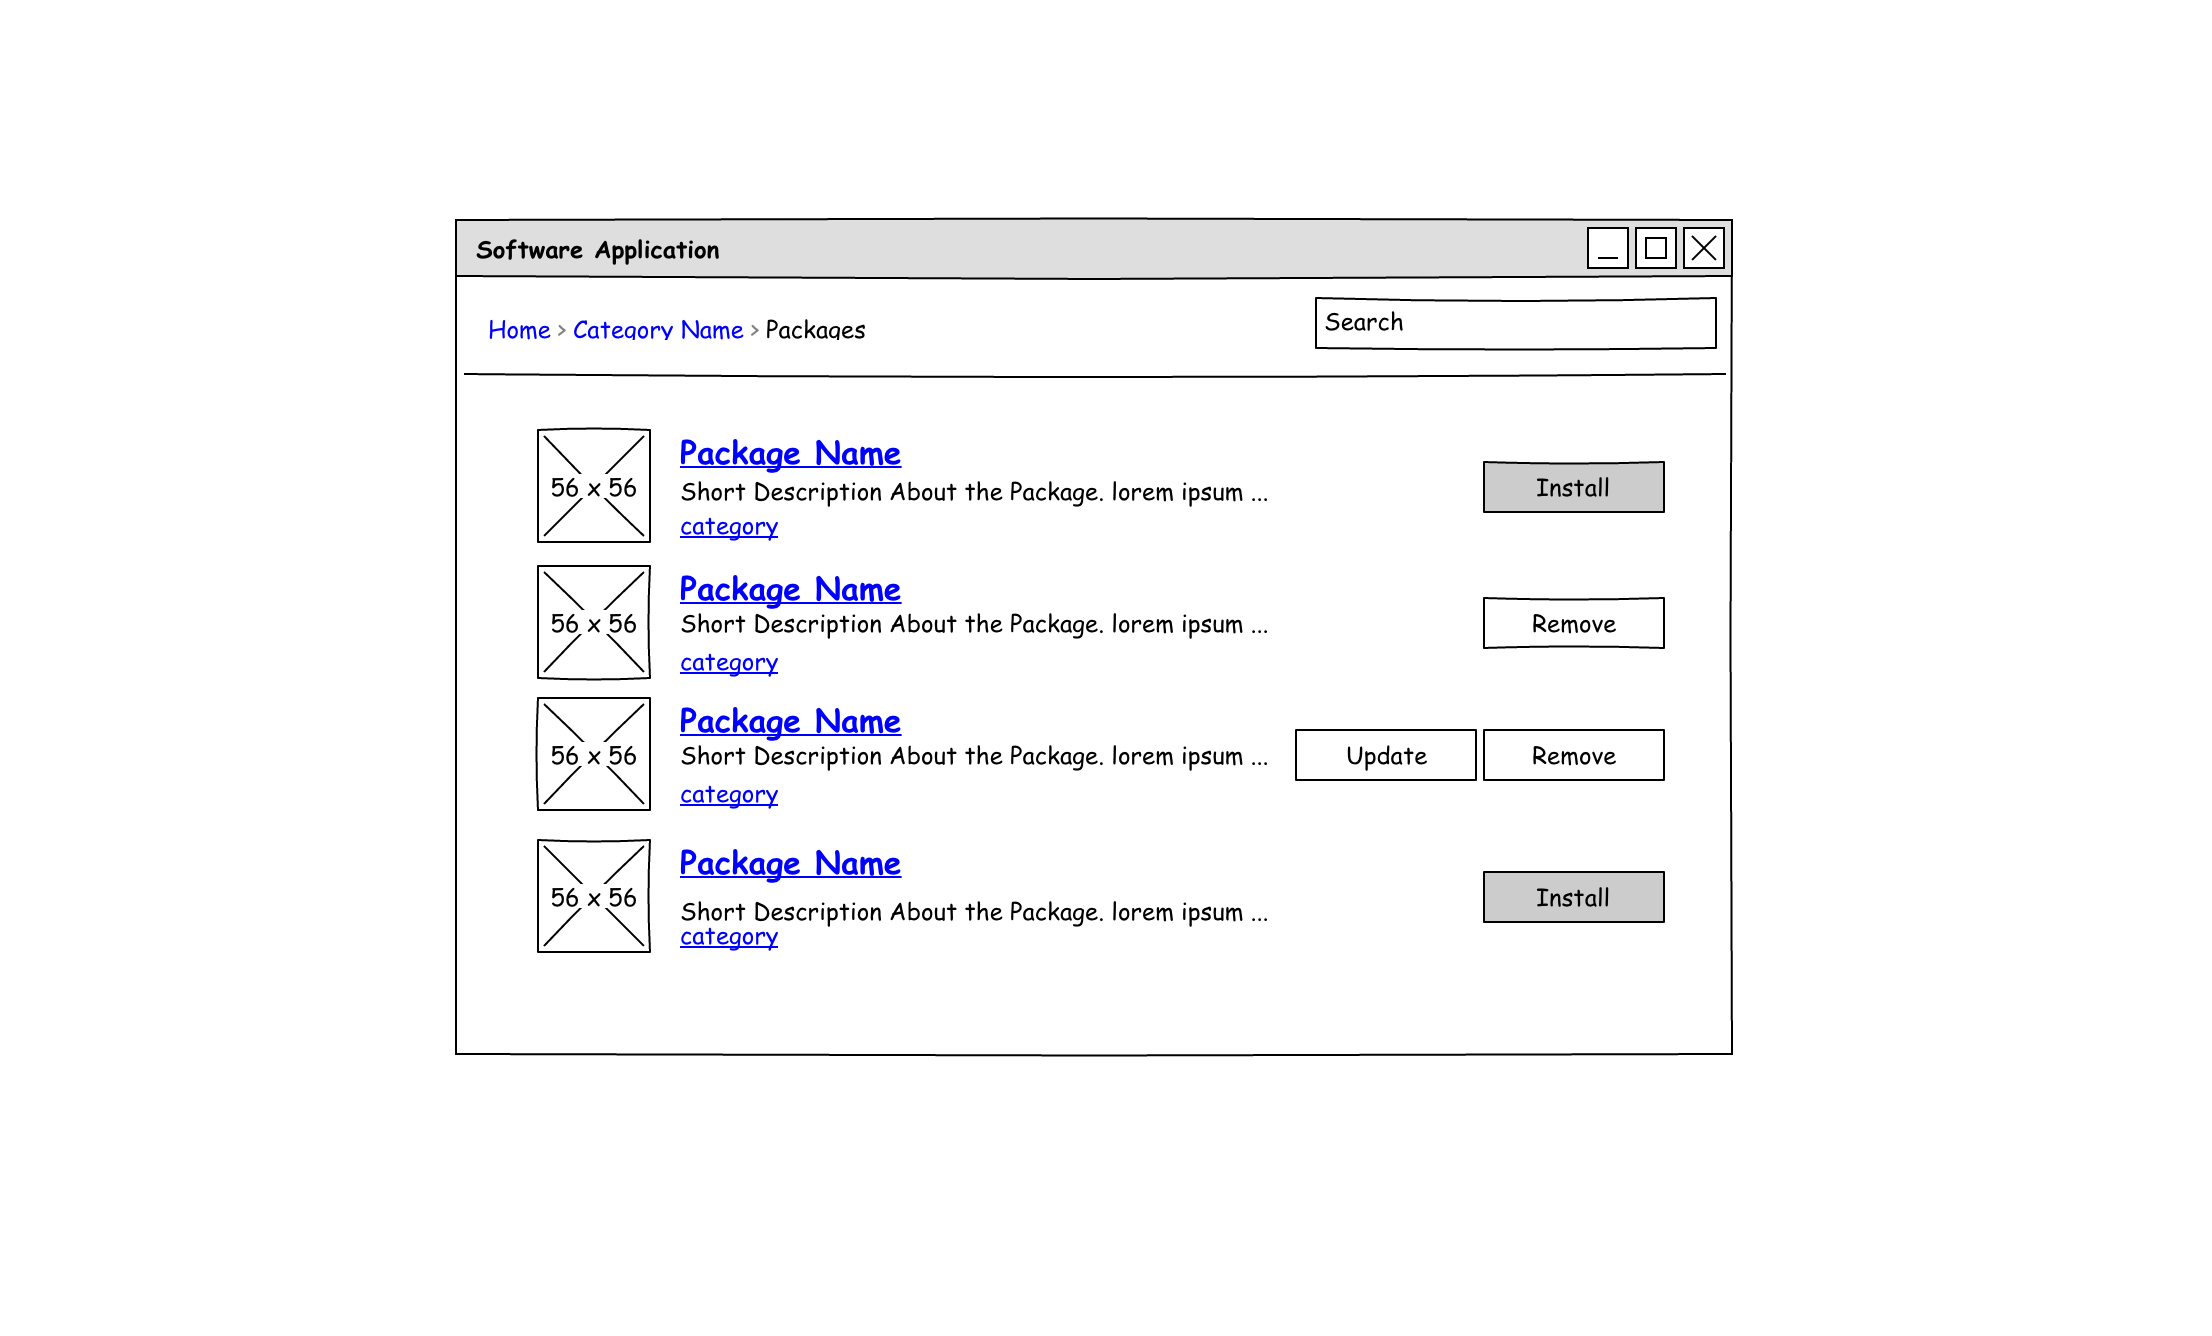 Software Application
Home > Category Name > Packages
Search
56 x 56
Package Name
Short Description About the Package. lorem ipsum ...
category
Install
56 x 56
Package Name
Short Description About the Package. lorem ipsum ...
category
Remove
56 x 56
Package Name
Short Description About the Package. lorem ipsum ...
category
Update
Remove
56 x 56
Package Name
Short Description About the Package. lorem ipsum ...
category
Install